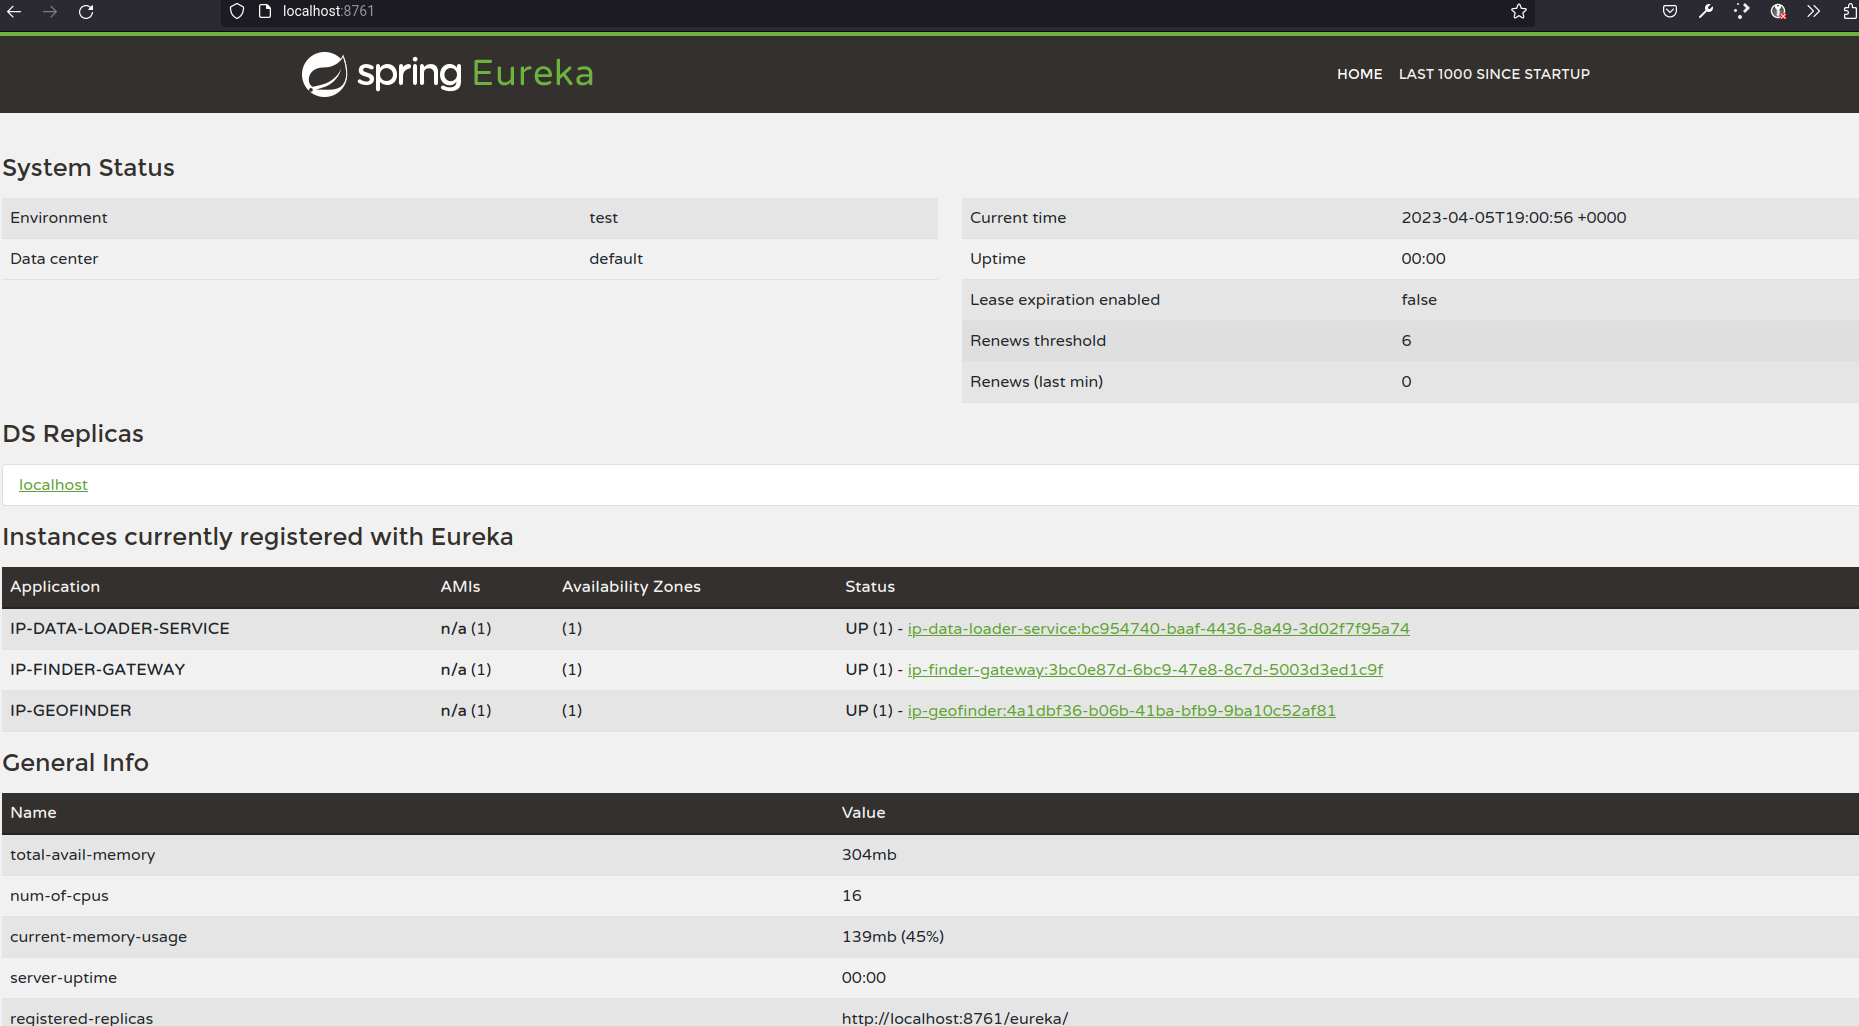 localhost:8761
spring Eureka
HOME LAST 1000 SINCE STARTUP
System Status
Environment test
Data center default
Current time 2023-04-05T19:00:56 +0000
Uptime 00:00
Lease expiration enabled false
Renews threshold 6
Renews (last min) 0
DS Replicas
localhost
Instances currently registered with Eureka
Application AMIs Availability Zones Status
IP-DATA-LOADER-SERVICE n/a (1) (1) UP (1) - ip-data-loader-service:bc954740-baaf-4436-8a49-3d02f7f95a74
IP-FINDER-GATEWAY n/a (1) (1) UP (1) - ip-finder-gateway:3bc0e87d-6bc9-47e8-8c7d-5003d3ed1c9f
IP-GEOFINDER n/a (1) (1) UP (1) - ip-geofinder:4a1dbf36-b06b-41ba-bfb9-9ba10c52af81
General Info
Name Value
total-avail-memory 304mb
num-of-cpus 16
current-memory-usage 139mb (45%)
server-uptime 00:00
registered-replicas http://localhost:8761/eureka/